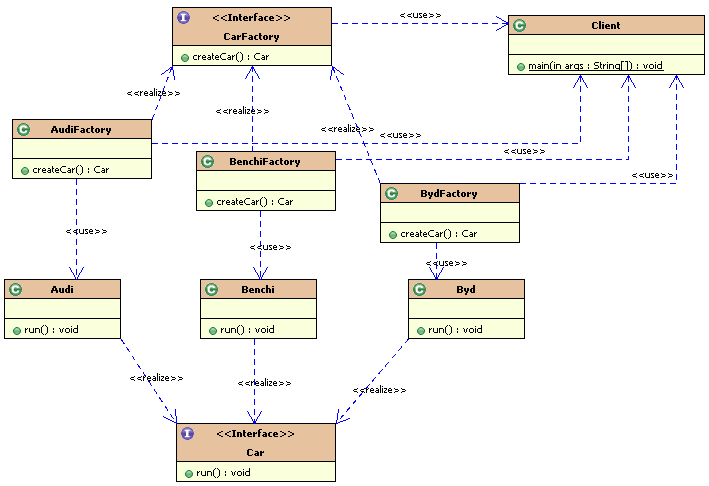 <<Interface>>
CarFactory
createCar() : Car
<<use>>
Client
main(in args : String[]) : void
<<realize>>
<<realize>>
<<realize>>
<<use>>
<<use>>
<<use>>
AudiFactory
createCar() : Car
BenchiFactory
createCar() : Car
BydFactory
createCar() : Car
<<use>>
<<use>>
<<use>>
Audi
run() : void
Benchi
run() : void
Byd
run() : void
<<realize>>
<<realize>>
<<realize>>
<<Interface>>
Car
run() : void